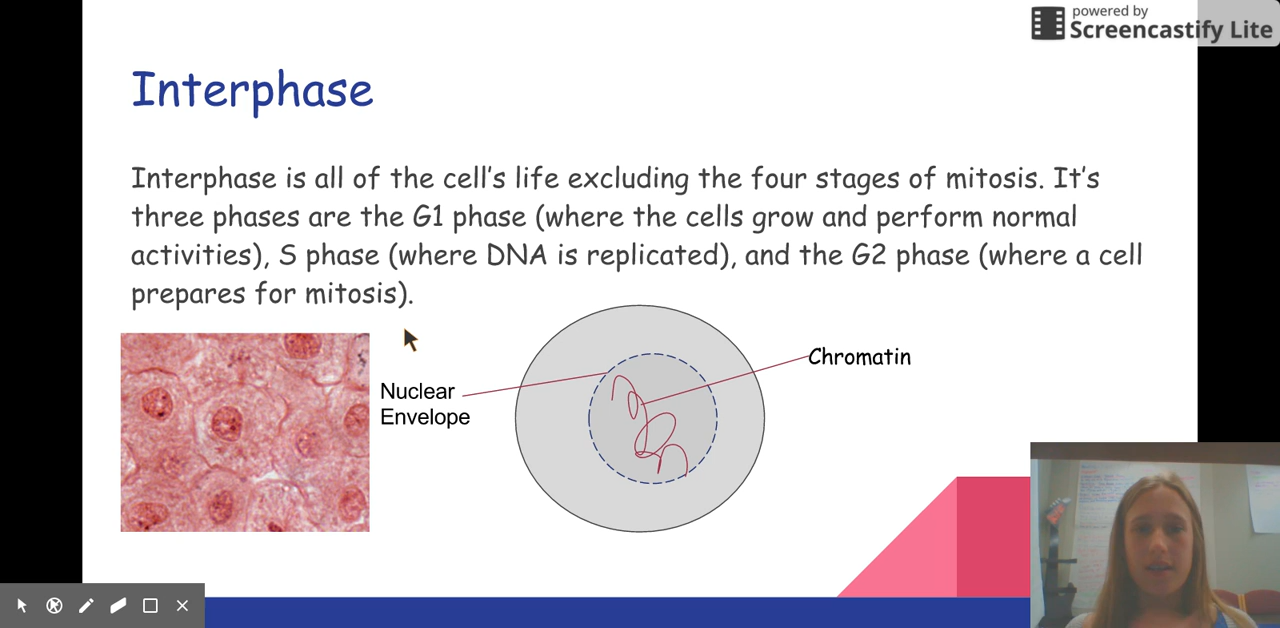 powered by
Screencastify Lite
Interphase
Interphase is all of the cell's life excluding the four stages of mitosis. It's
three phases are the G1 phase (where the cells grow and perform normal
activities), S phase (where DNA is replicated), and the G2 phase (where a cell
prepares for mitosis).
Chromatin
Nuclear
Envelope